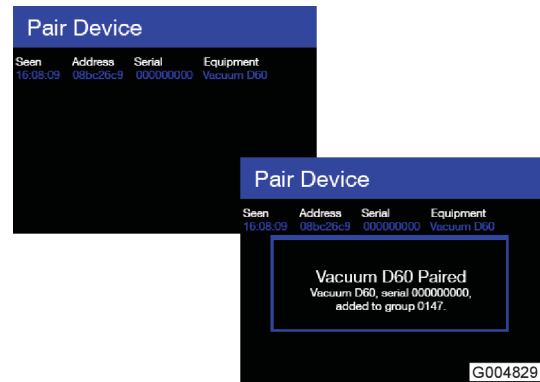 Pair Device
Seen Address Serial Equipment
16:08:09 08bc26c9 000000000 Vacuum D60
Pair Device
Seen Address Serial Equipment
16:08:09 08bc26c9 000000000 Vacuum D60
Vacuum D60 Paired
Vacuum D60, serial 000000000,
added to group 0147.
G004829